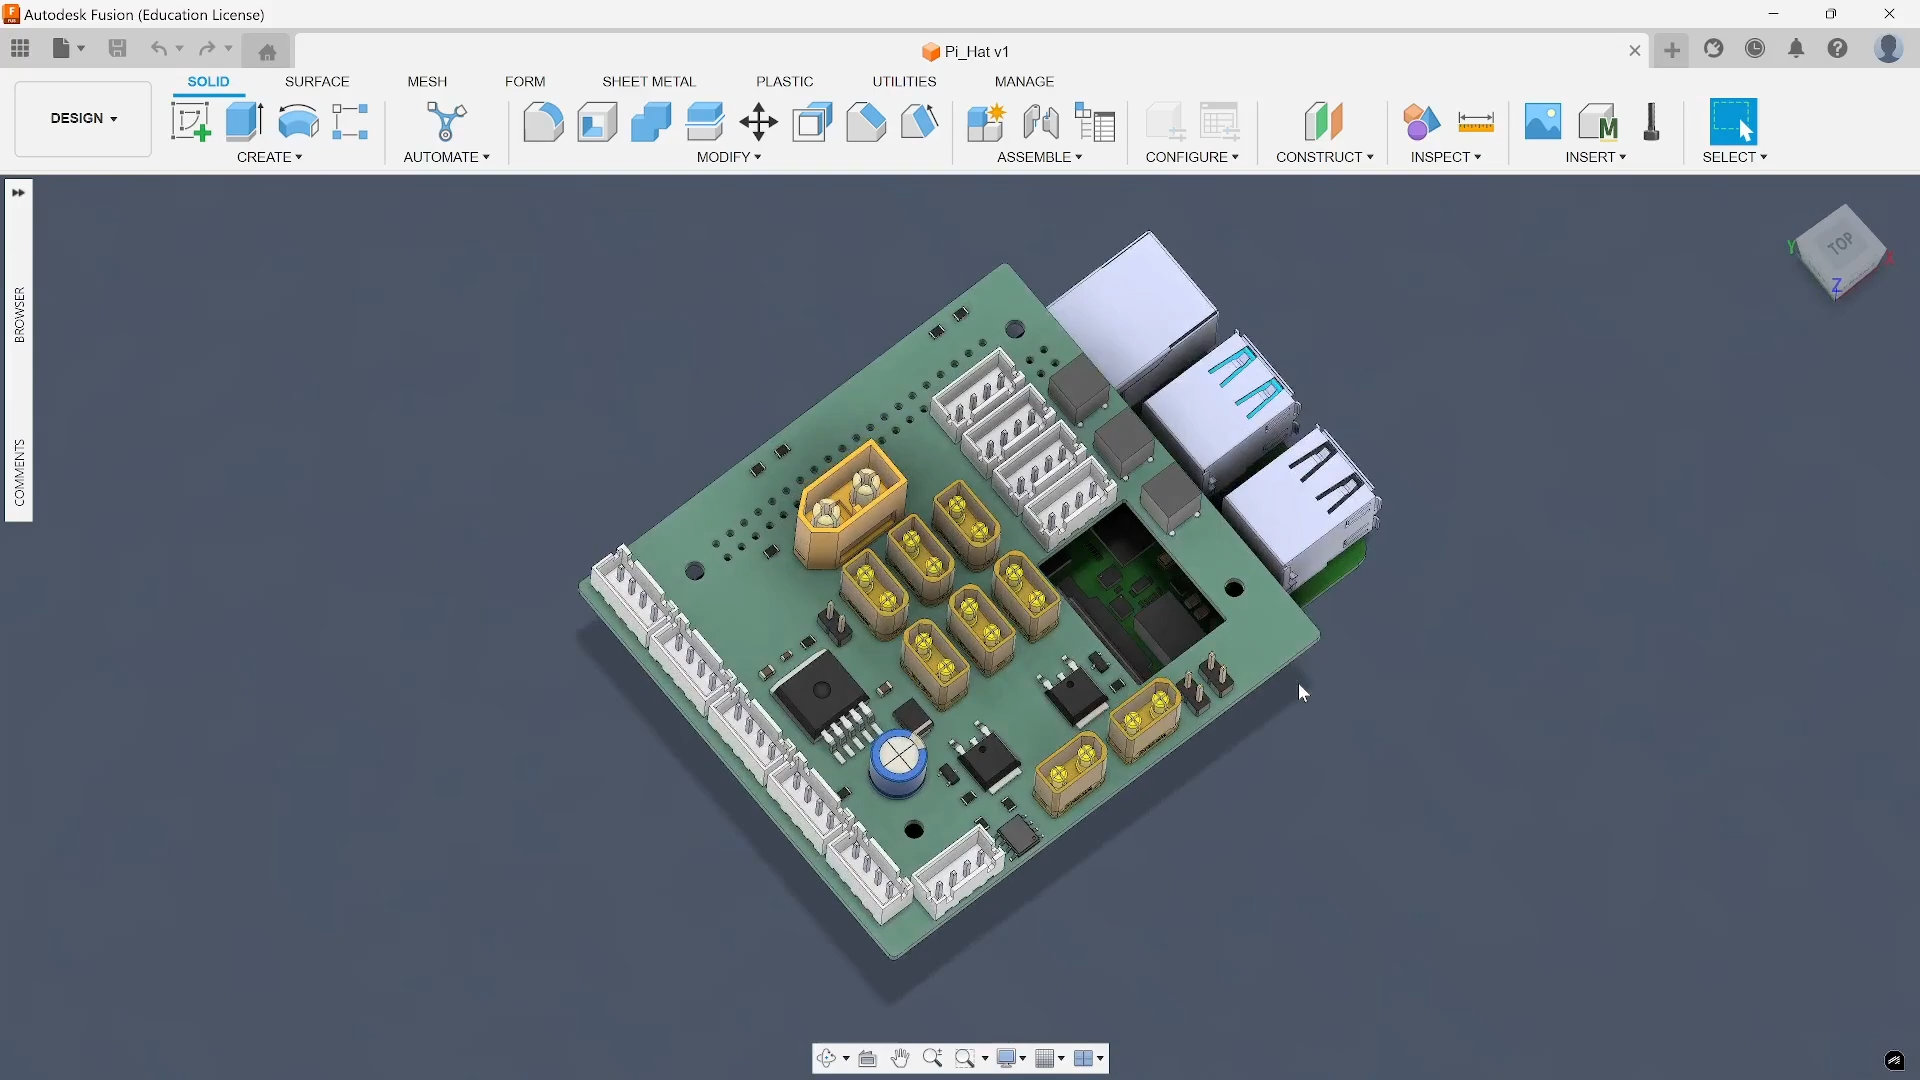 Autodesk Fusion (Education License)
Pi_Hat v1
SOLID
SURFACE
MESH
FORM
SHEET METAL
PLASTIC
UTILITIES
MANAGE
DESIGN
CREATE
AUTOMATE
MODIFY
ASSEMBLE
CONFIGURE
CONSTRUCT
INSPECT
INSERT
SELECT
BROWSER
COMMENTS
TOP
Y
X
Z